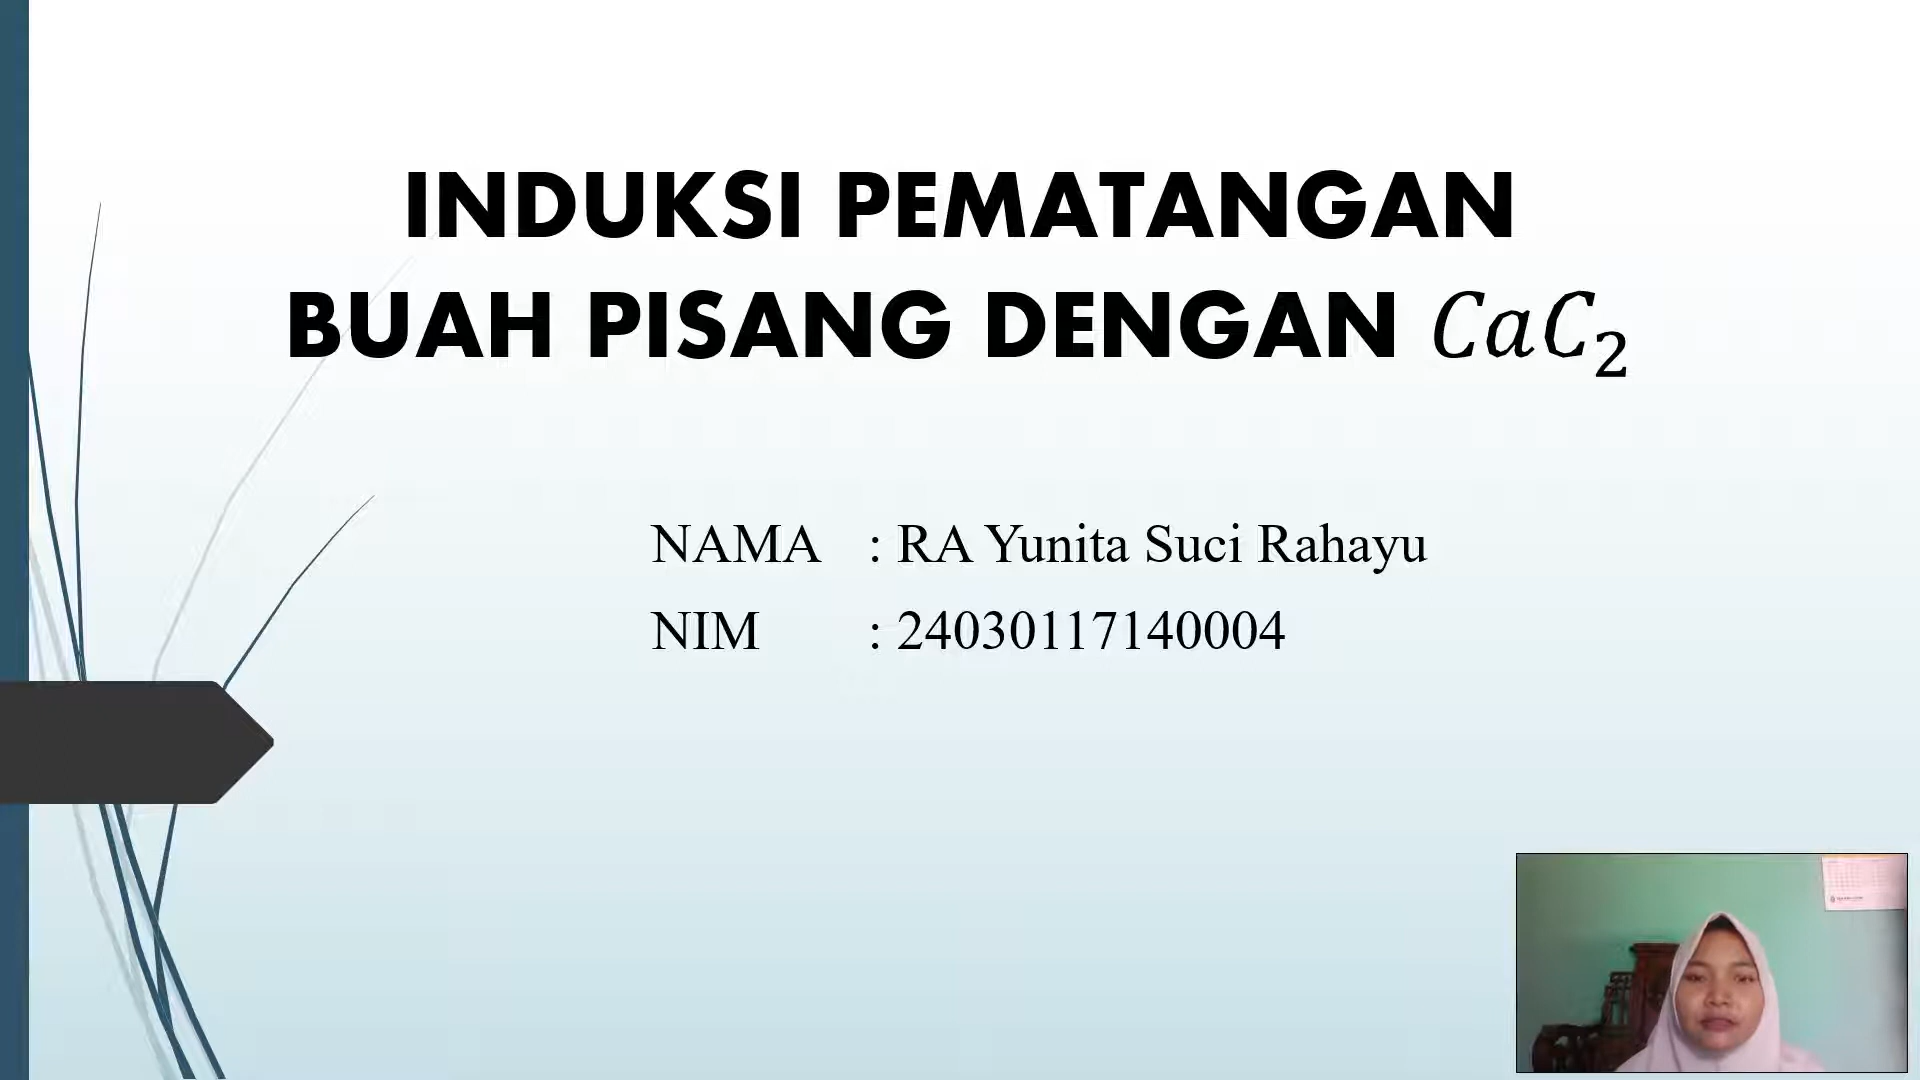 INDUKSI PEMATANGAN
BUAH PISANG DENGAN CaC₂
NAMA : RA Yunita Suci Rahayu
NIM : 24030117140004